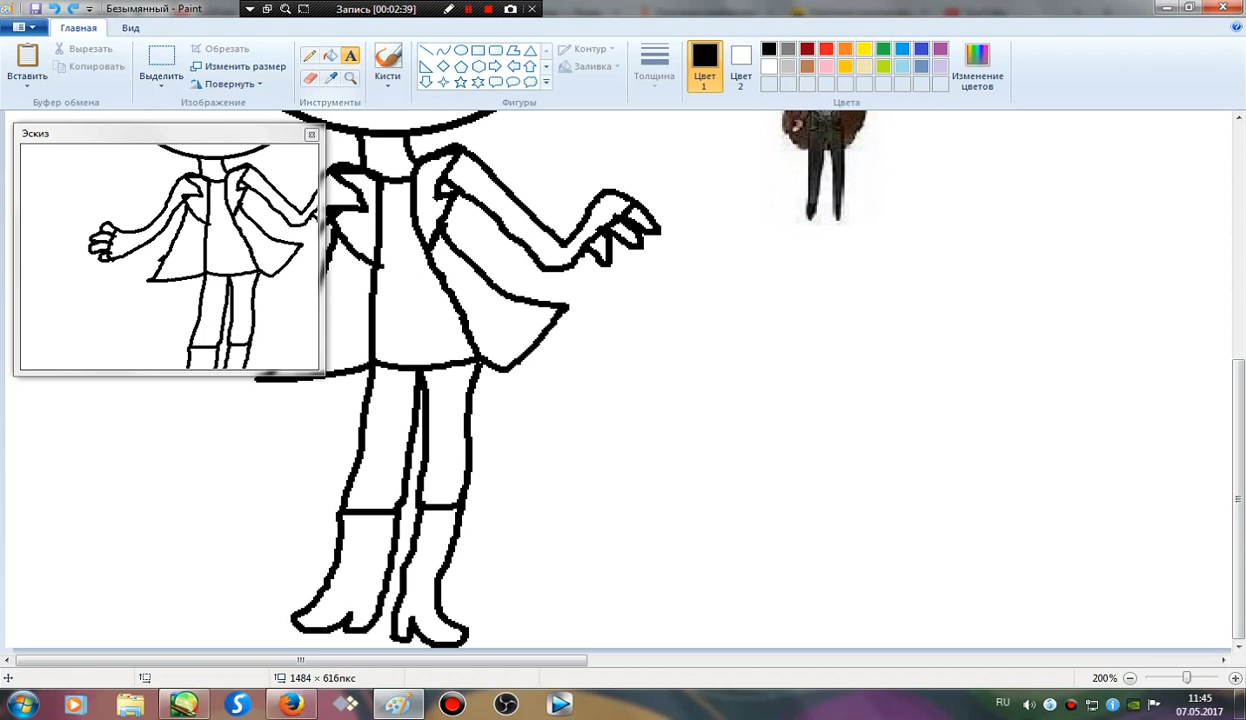 Безымянный - Paint
Запись [00:02:39]
Главная
Вид
Вставить
Вырезать
Копировать
Буфер обмена
Выделить
Обрезать
Изменить размер
Повернуть
Изображение
A
Инструменты
Кисти
Фигуры
Контур
Заливка
Толщина
Цвет 1
Цвет 2
Цвета
Изменение цветов
Эскиз
1484 × 616пкс
200%
RU
11:45
07.05.2017